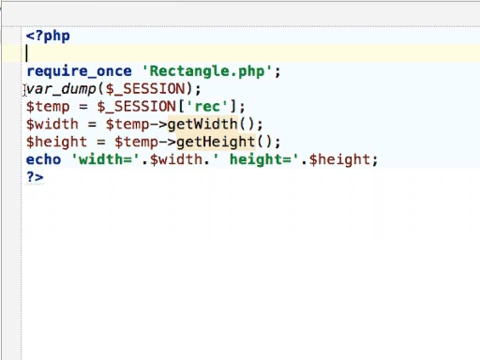 <?php
require_once 'Rectangle.php';
var_dump($_SESSION);
$temp = $_SESSION['rec'];
$width = $temp->getWidth();
$height = $temp->getHeight();
echo 'width='.$width.' height='.$height;
?>